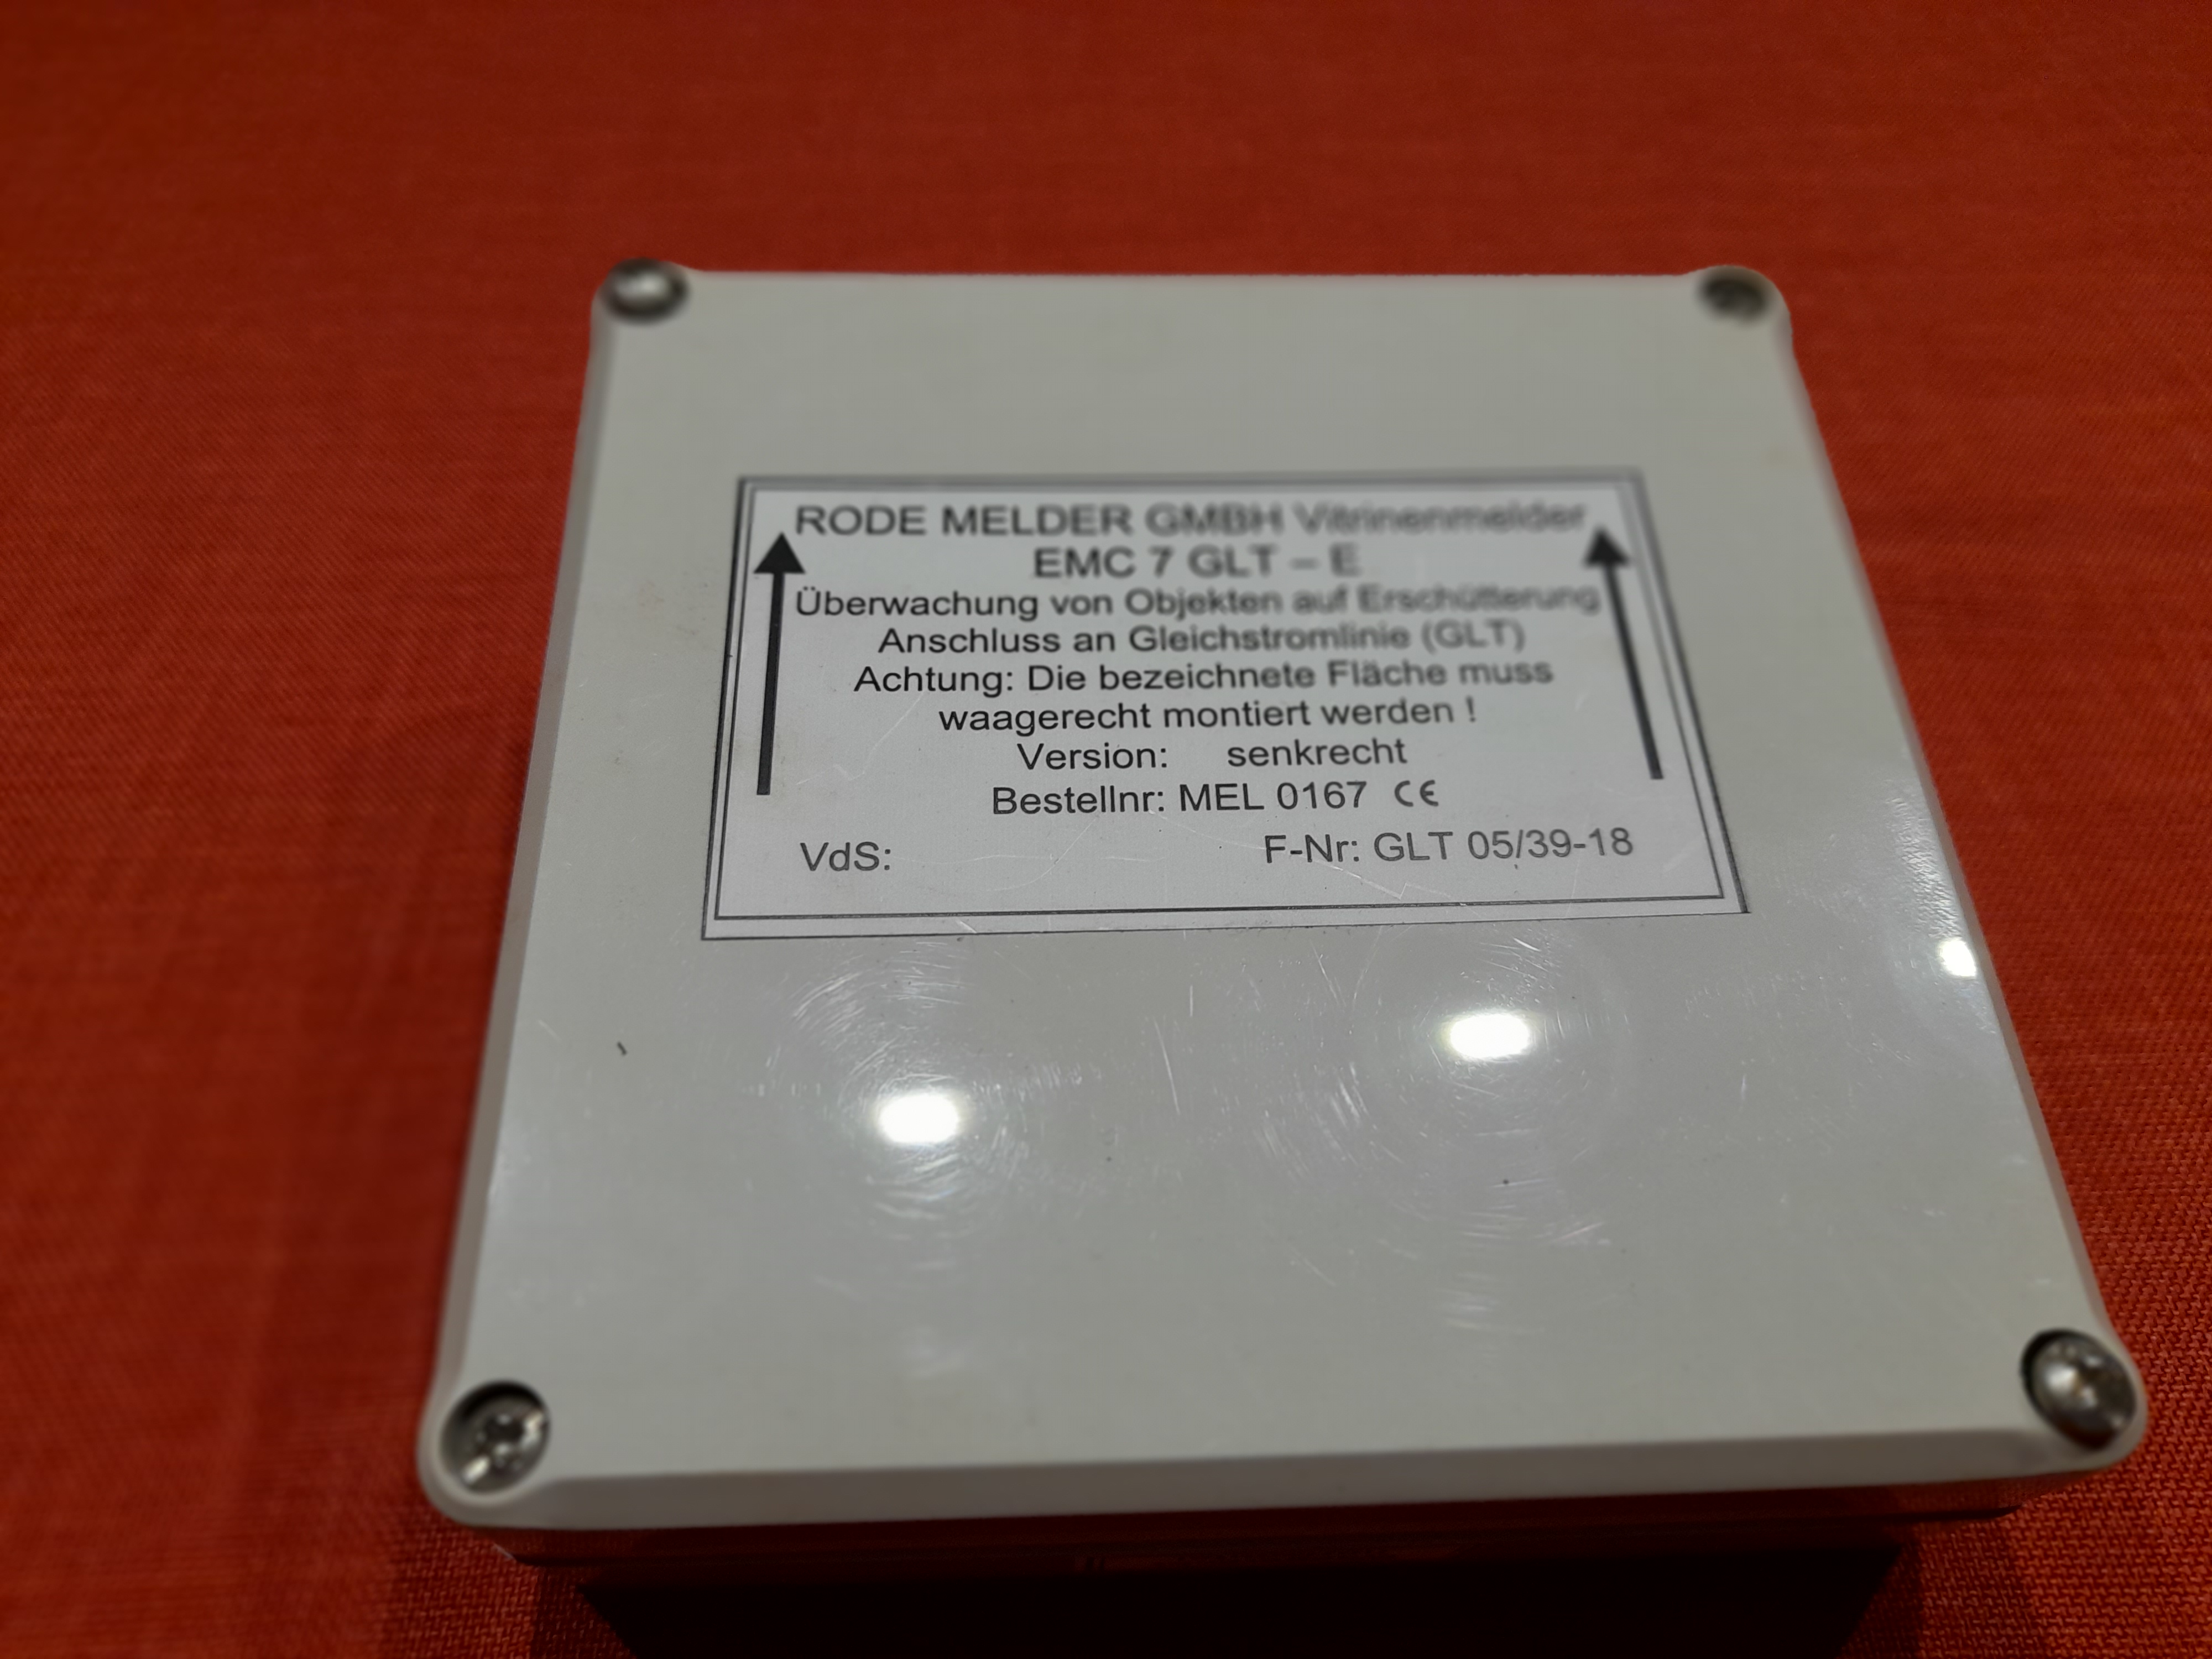 RODE MELDER GMBH Vitrinenmelder
EMC 7 GLT – E
Überwachung von Objekten auf Erschütterung
Anschluss an Gleichstromlinie (GLT)
Achtung: Die bezeichnete Fläche muss
waagerecht montiert werden !
Version: senkrecht
Bestellnr: MEL 0167 CE
VdS: F-Nr: GLT 05/39-18